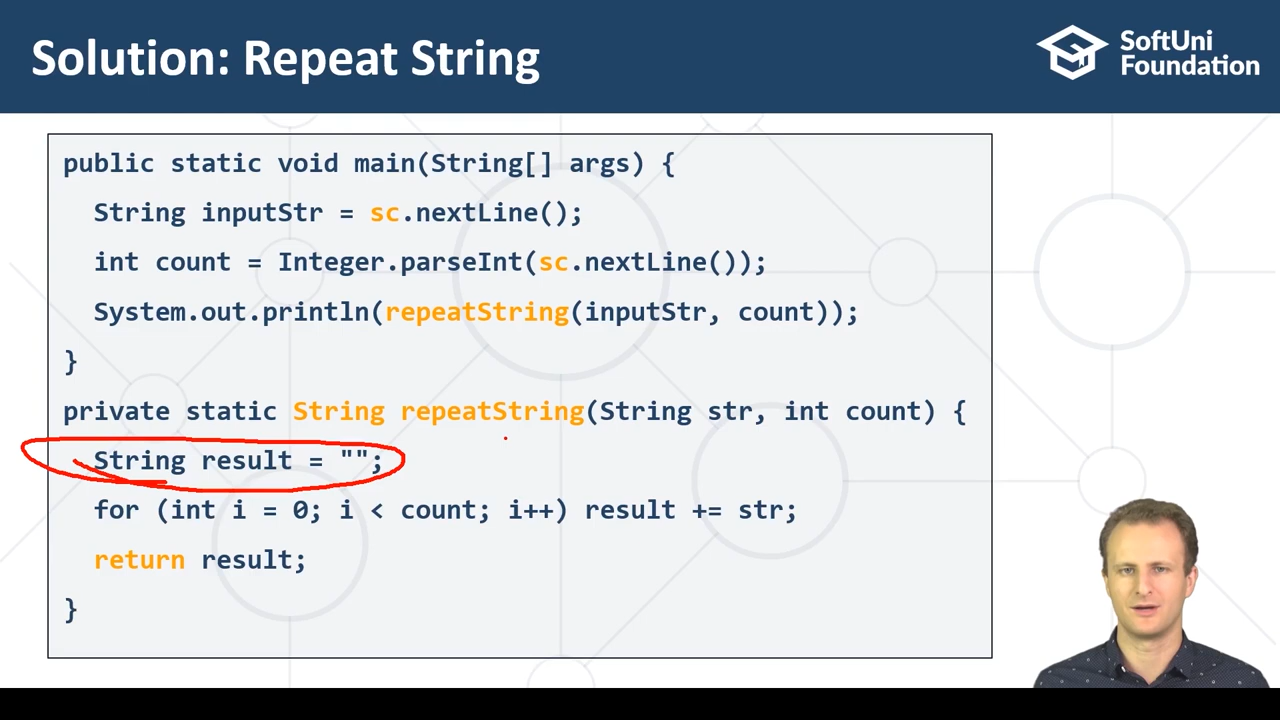 Solution: Repeat String
SoftUni
Foundation
public static void main(String[] args) {
String inputStr = sc.nextLine();
int count = Integer.parseInt(sc.nextLine());
System.out.println(repeatString(inputStr, count));
}
private static String repeatString(String str, int count) {
String result = "";
for (int i = 0; i < count; i++) result += str;
return result;
}